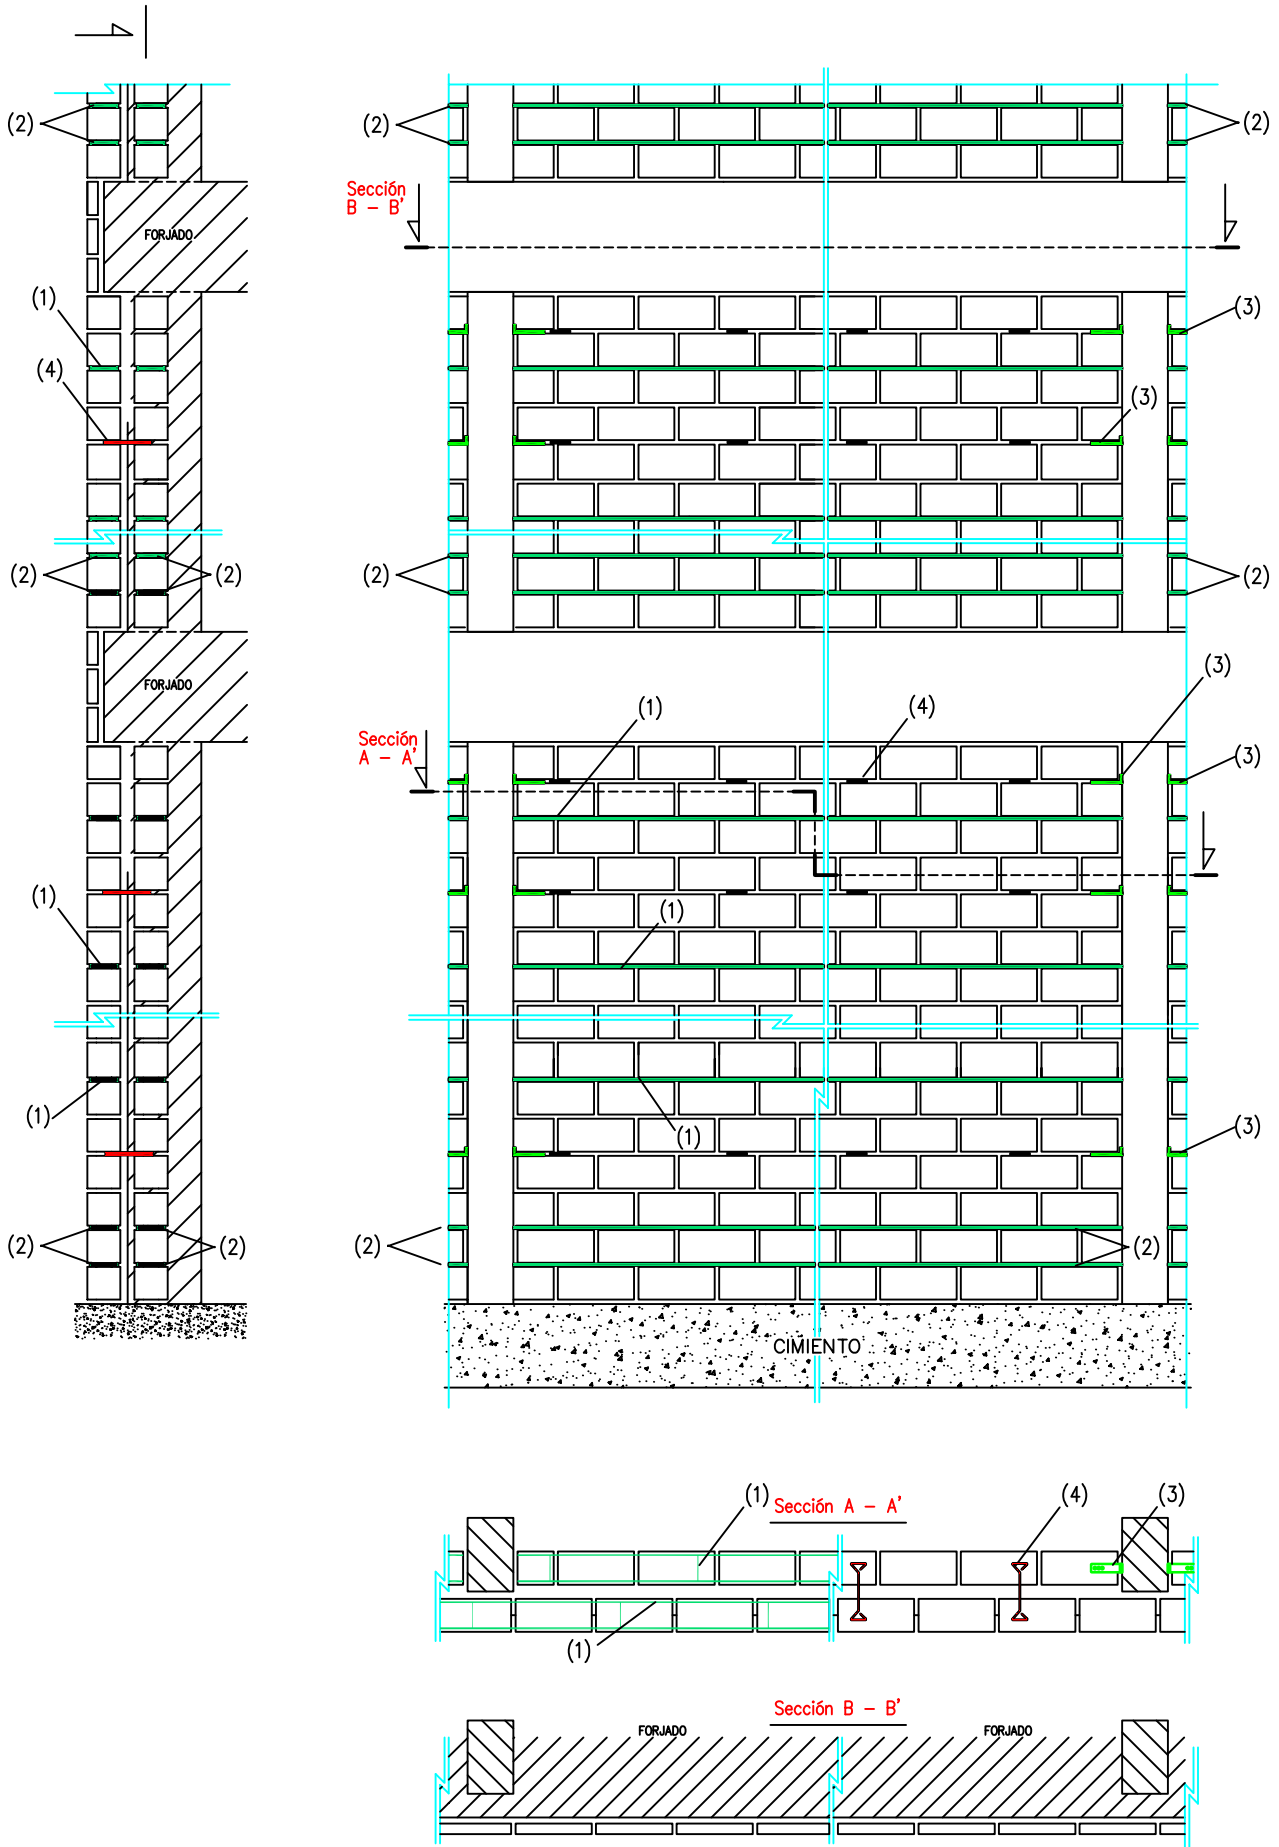 (2)
(2)
(2)
Sección
B – B'
FORJADO
(1)
(3)
(4)
(3)
(2)
(2)
(2)
(2)
FORJADO
(3)
(1)
(4)
Sección
A – A'
(3)
(1)
(1)
(1)
(1)
(3)
(2)
(2)
(2)
(2)
CIMIENTO
(1)
Sección A – A'
(4)
(3)
(1)
Sección B – B'
FORJADO
FORJADO